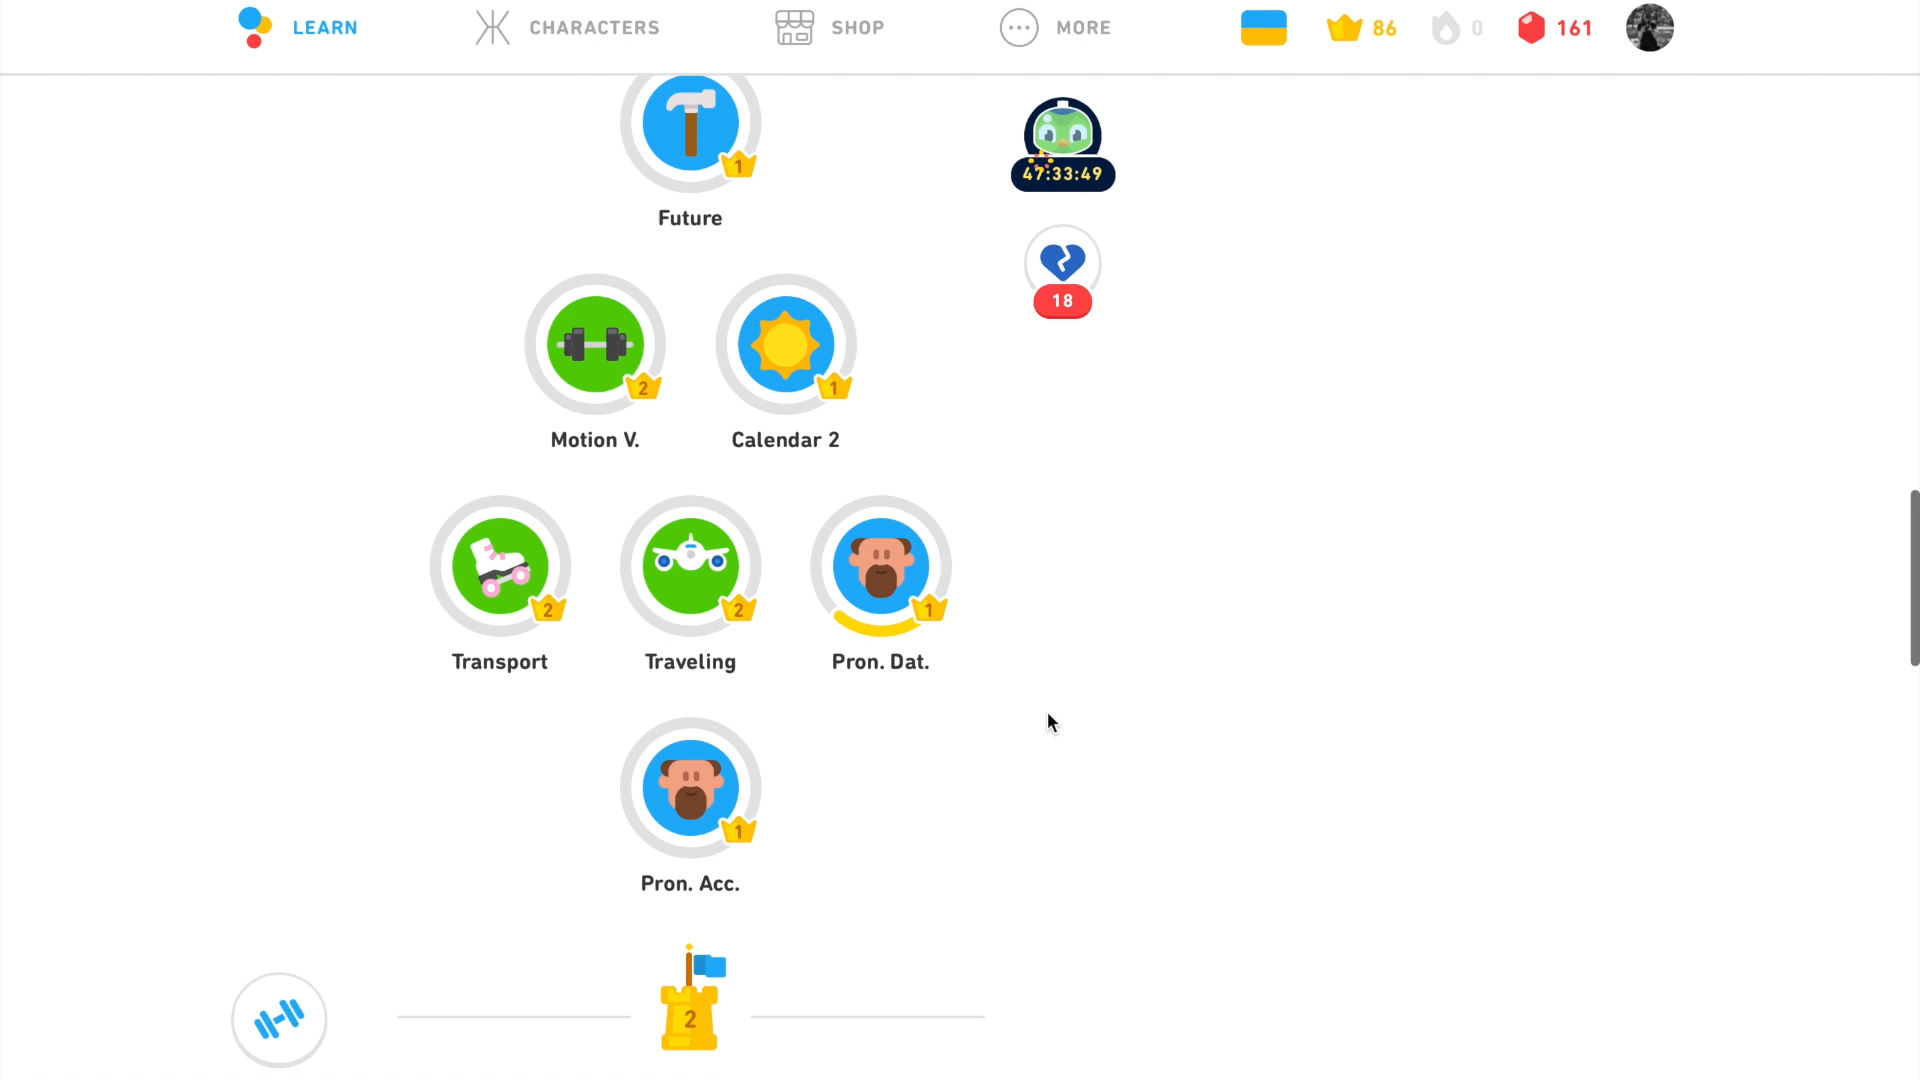 LEARN
CHARACTERS
SHOP
MORE
86
0
161
1
Future
47:33:49
18
2
Motion V.
1
Calendar 2
2
Transport
2
Traveling
1
Pron. Dat.
1
Pron. Acc.
2